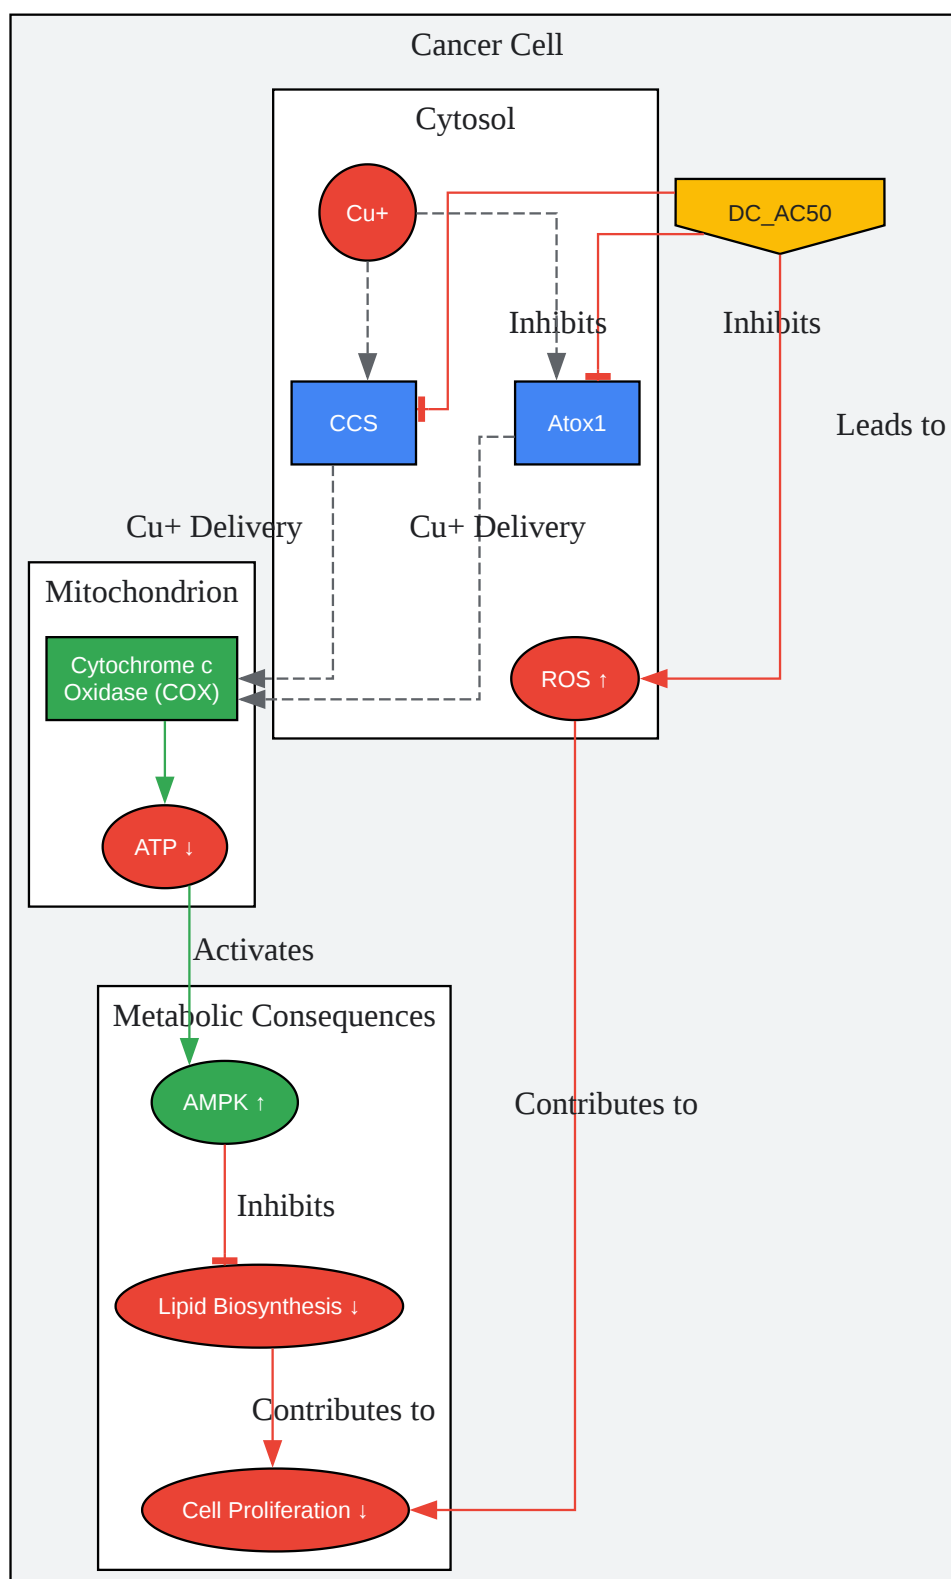 Cancer Cell
Cytosol
Cu+
DC_AC50
Inhibits
Inhibits
CCS
Atox1
Leads to
Cu+ Delivery
Cu+ Delivery
Mitochondrion
Cytochrome c
Oxidase (COX)
ROS ↑
ATP ↓
Activates
Metabolic Consequences
AMPK ↑
Contributes to
Inhibits
Lipid Biosynthesis ↓
Contributes to
Cell Proliferation ↓